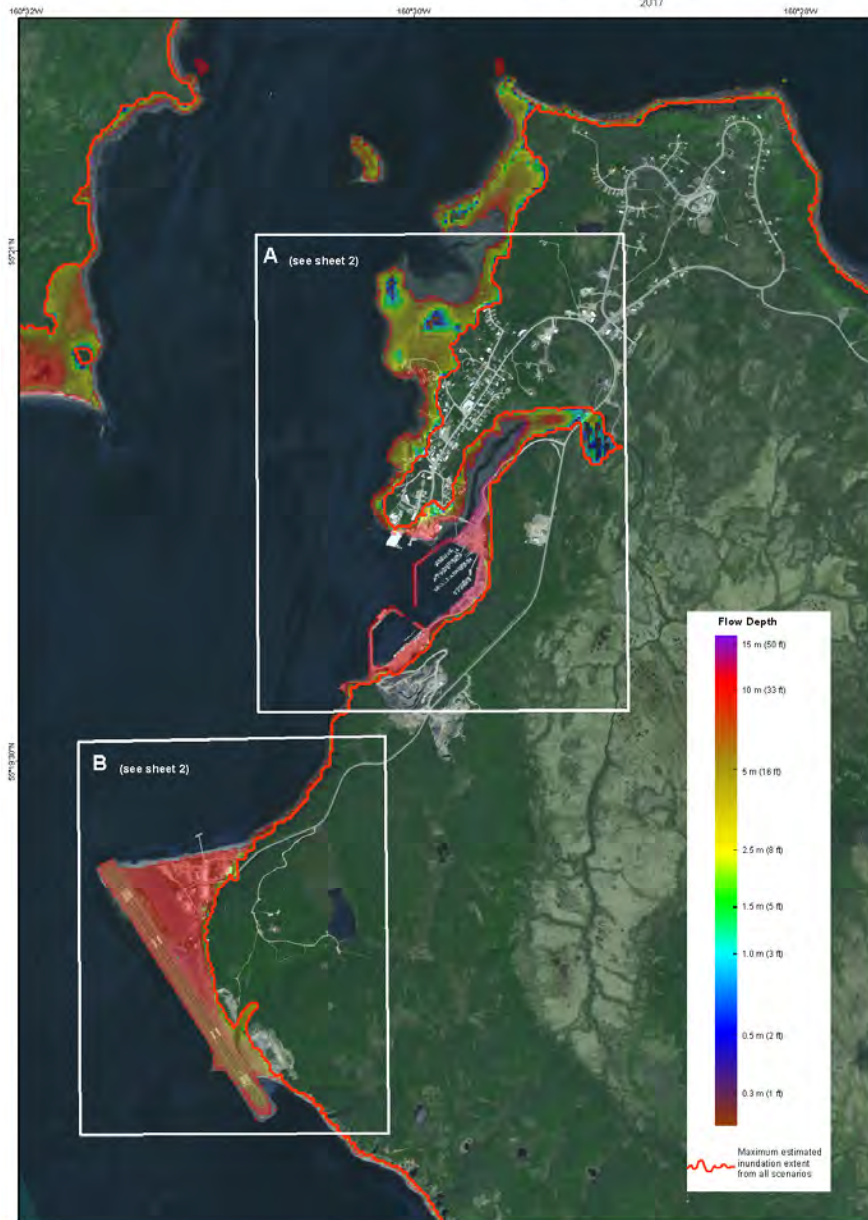 2017
160°32'W
160°30'W
160°28'W
55°21'N
55°19'30"N
A (see sheet 2)
B (see sheet 2)
Flow Depth
15 m (50 ft)
10 m (33 ft)
5 m (16 ft)
2.5 m (8 ft)
1.5 m (5 ft)
1.0 m (3 ft)
0.5 m (2 ft)
0.3 m (1 ft)
Maximum estimated
inundation extent
from all scenarios